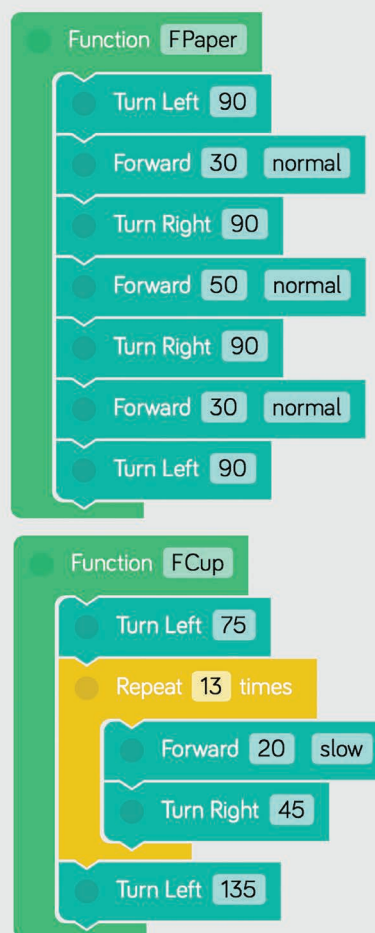 Function FPaper
Turn Left 90
Forward 30 normal
Turn Right 90
Forward 50 normal
Turn Right 90
Forward 30 normal
Turn Left 90
Function FCup
Turn Left 75
Repeat 13 times
Forward 20 slow
Turn Right 45
Turn Left 135